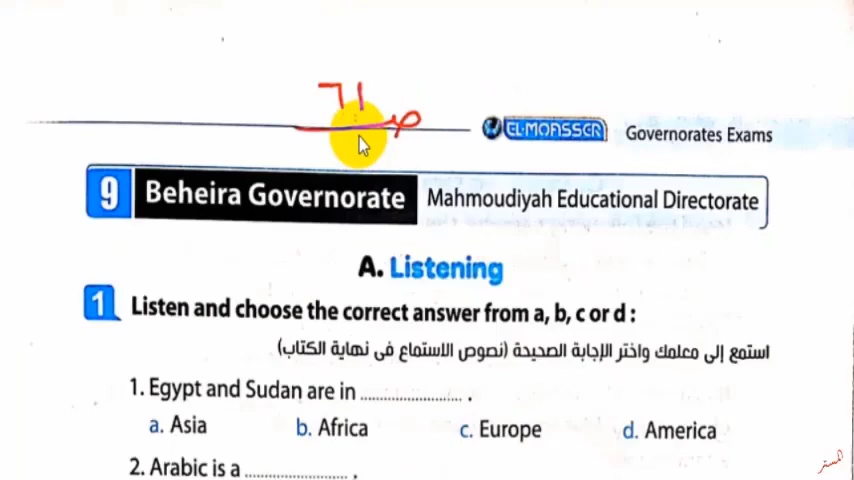 71
ص
EL-MOASSER Governorates Exams
9 Beheira Governorate Mahmoudiyah Educational Directorate
A. Listening
1 Listen and choose the correct answer from a, b, c or d :
استمع إلى معلمك واختر الإجابة الصحيحة (نصوص الاستماع فى نهاية الكتاب)
1. Egypt and Sudan are in .......................... .
a. Asia b. Africa c. Europe d. America
2. Arabic is a .......................... .
المستر